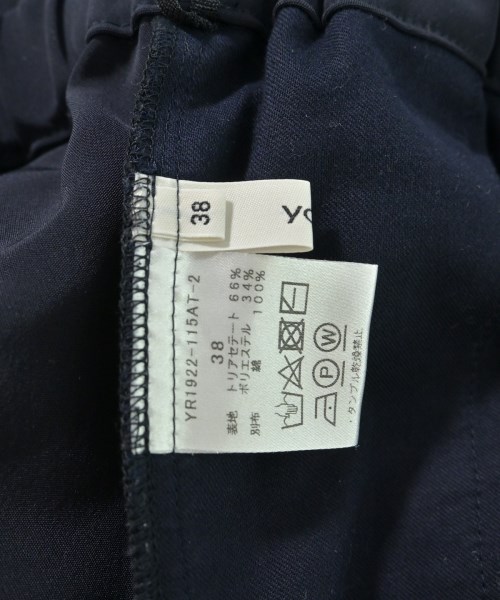 38
YO
YR1922-115AT-2
38
表地 トリアセテート 66%
ポリエステル 34%
別布 綿 100%
P W
・タンブル乾燥禁止